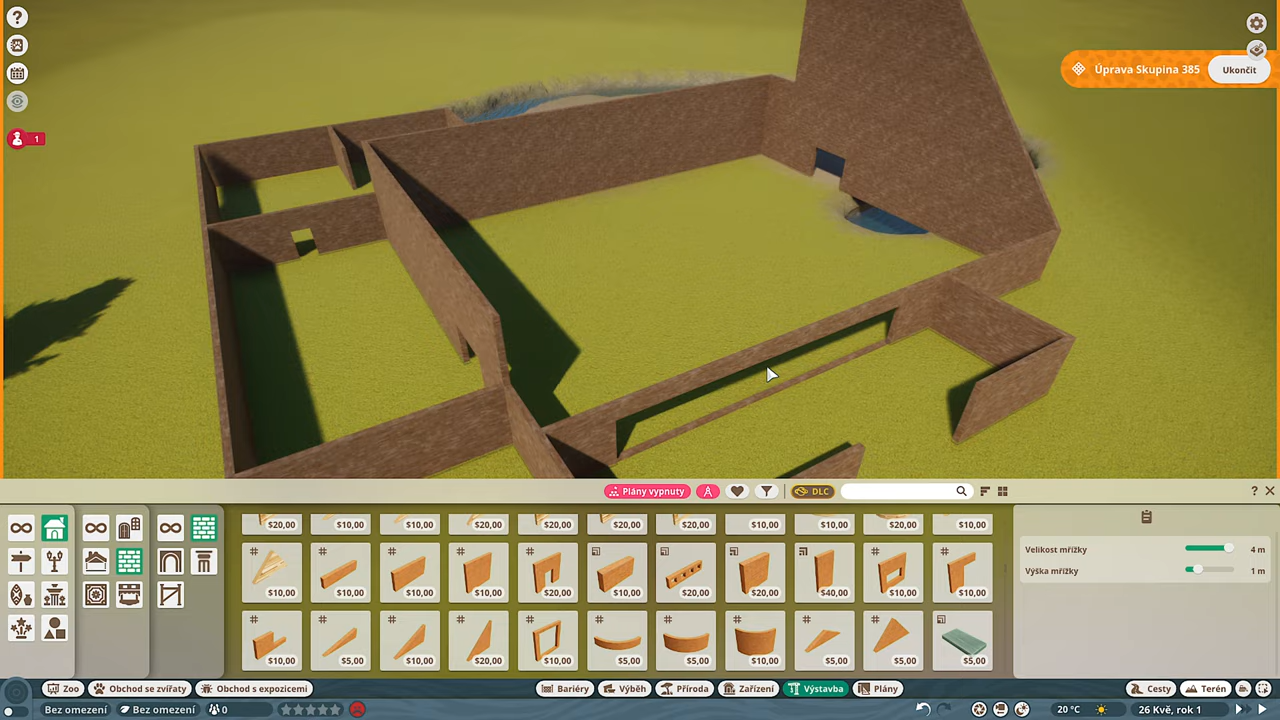 ?
Úprava Skupina 385
Ukončit
1
Plány vypnuty
DLC
? ✕
$20,00 $10,00 $10,00 $20,00 $10,00 $20,00 $20,00 $10,00 $10,00 $20,00 $10,00
$10,00 $10,00 $10,00 $10,00 $20,00 $10,00 $20,00 $20,00 $40,00 $10,00 $10,00
$10,00 $5,00 $10,00 $20,00 $10,00 $5,00 $5,00 $10,00 $5,00 $5,00 $5,00
Velikost mřížky 4 m
Výška mřížky 1 m
Zoo Obchod se zvířaty Obchod s expozicemi Bariéry Výběh Příroda Zařízení Výstavba Plány Cesty Terén
Bez omezení Bez omezení 0 20 °C 26 Kvě, rok 1